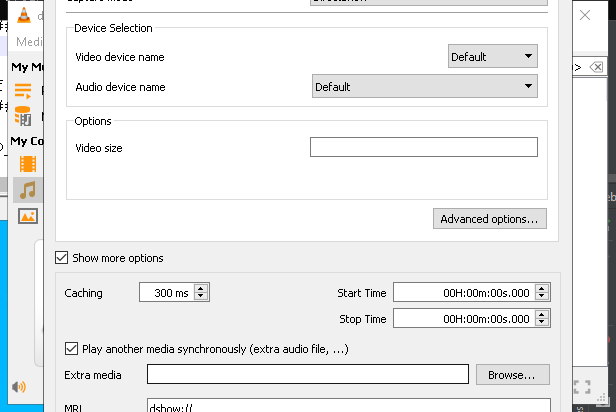 Device Selection
Video device name
Default
Audio device name
Default
Options
Video size
Advanced options...
Show more options
Caching
300 ms
Start Time
00H:00m:00s.000
Stop Time
00H:00m:00s.000
Play another media synchronously (extra audio file, ...)
Extra media
Browse...
MRL
dshow://
Medi
My M
My Co